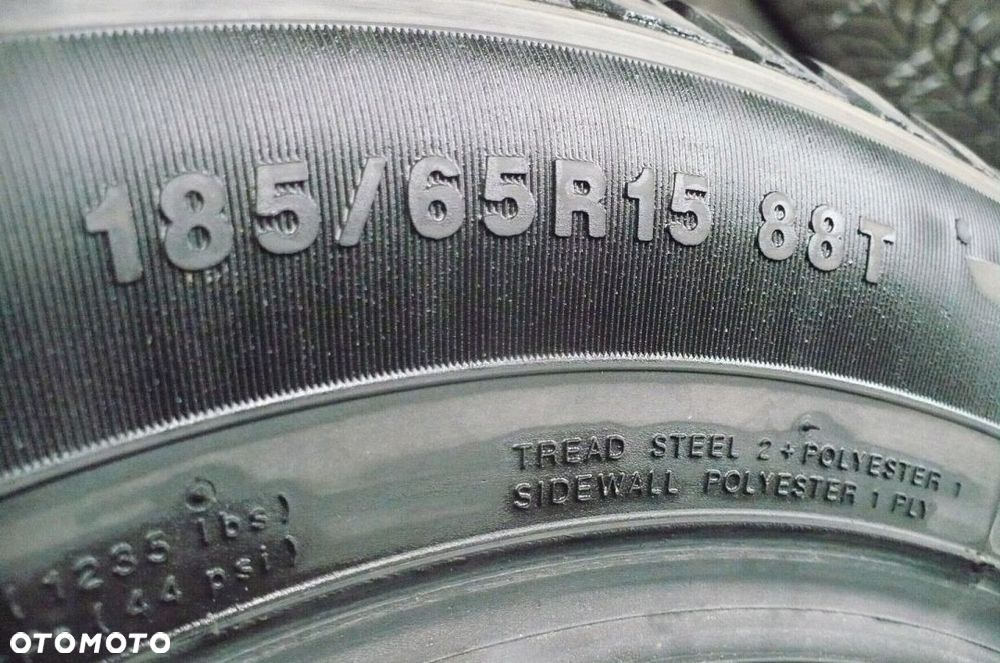 185/65R15 88T
TREAD STEEL 2 + POLYESTER 1
SIDEWALL POLYESTER 1 PLY
(1235 lbs)
(44 psi)
OTOMOTO